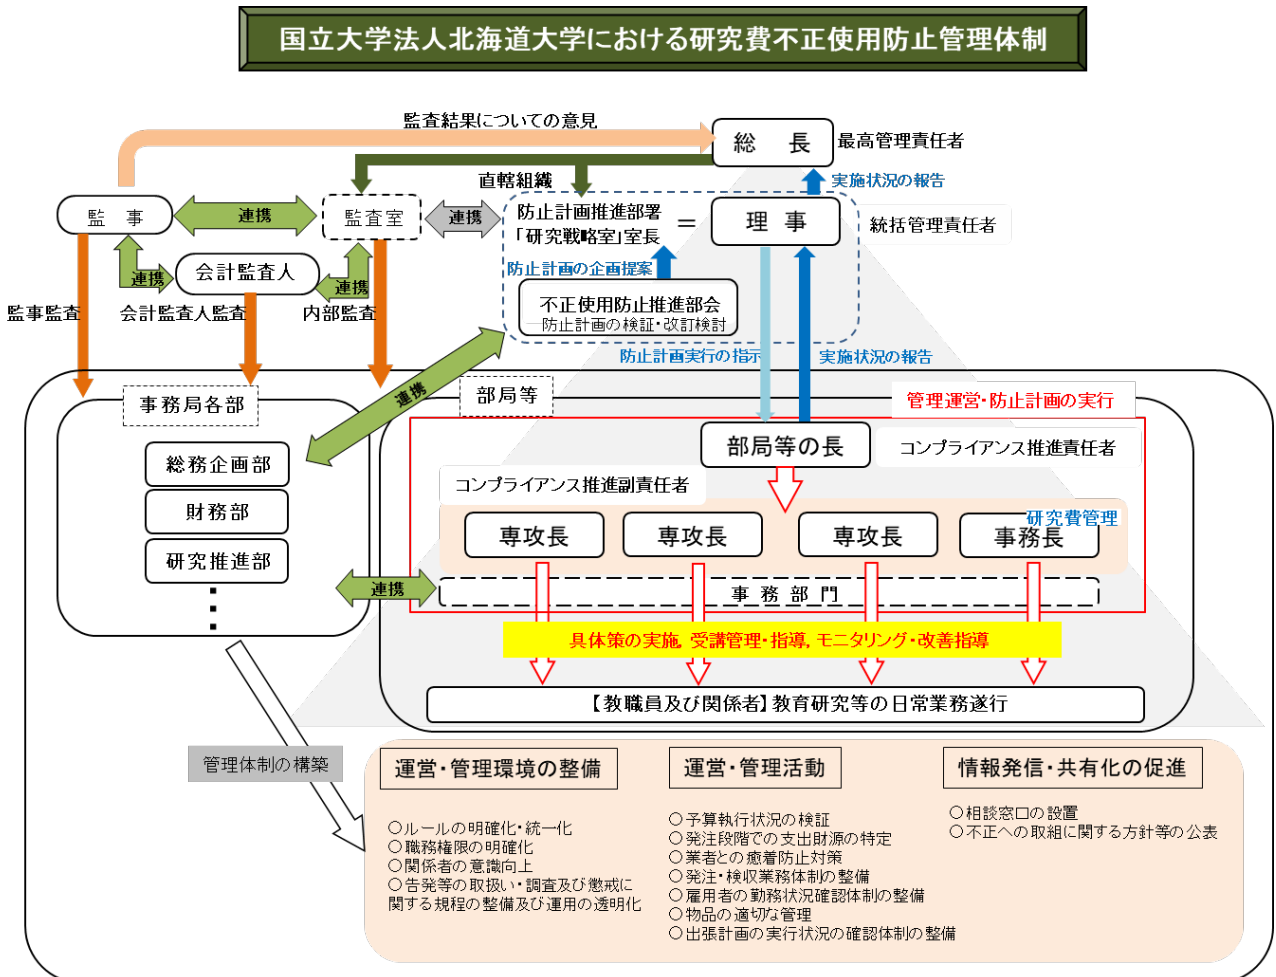 国立大学法人北海道大学における研究費不正使用防止管理体制
監査結果についての意見
総　長
最高管理責任者
直轄組織
実施状況の報告
監　事
連携
監査室
連携
防止計画推進部署
「研究戦略室」室長
＝
理　事
統括管理責任者
連携
会計監査人
連携
防止計画の企画提案
不正使用防止推進部会
―防止計画の検証・改訂検討
監事監査
会計監査人監査
内部監査
防止計画実行の指示
実施状況の報告
連携
事務局各部
部局等
管理運営・防止計画の実行
総務企画部
財務部
研究推進部
部局等の長
コンプライアンス推進責任者
コンプライアンス推進副責任者
研究費管理
専攻長
専攻長
専攻長
事務長
連携
事　務　部　門
具体策の実施，受講管理・指導，モニタリング・改善指導
【教職員及び関係者】教育研究等の日常業務遂行
管理体制の構築
運営・管理環境の整備
○ルールの明確化・統一化
○職務権限の明確化
○関係者の意識向上
○告発等の取扱い・調査及び懲戒に
関する規程の整備及び運用の透明化
運営・管理活動
○予算執行状況の検証
○発注段階での支出財源の特定
○業者との癒着防止対策
○発注・検収業務体制の整備
○雇用者の勤務状況確認体制の整備
○物品の適切な管理
○出張計画の実行状況の確認体制の整備
情報発信・共有化の促進
○相談窓口の設置
○不正への取組に関する方針等の公表